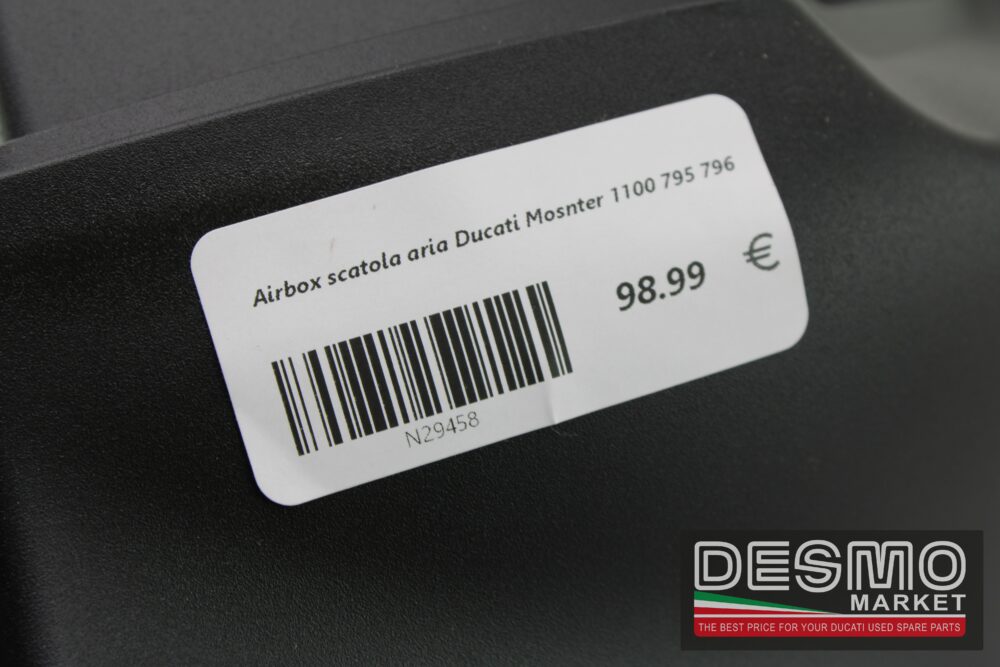 Airbox scatola aria Ducati Mosnter 1100 795 796
98.99 €
N29458
DESMO
MARKET
THE BEST PRICE FOR YOUR DUCATI USED SPARE PARTS